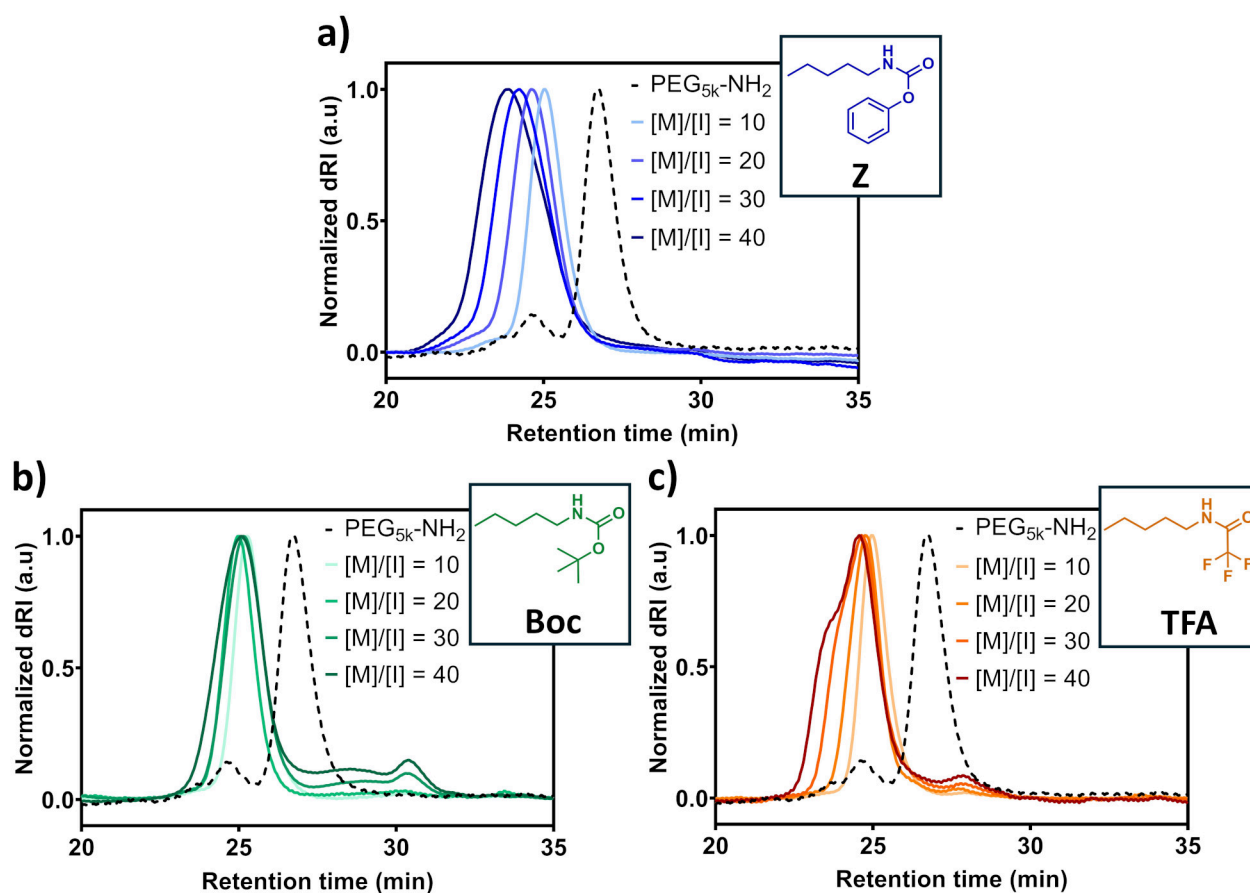 a)
H
N
O
O
Z
PEG5k-NH2
[M]/[I] = 10
[M]/[I] = 20
[M]/[I] = 30
[M]/[I] = 40
Normalized dRI (a.u)
1.0
0.5
0.0
20
25
30
35
Retention time (min)
b)
H
N
O
O
Boc
PEG5k-NH2
[M]/[I] = 10
[M]/[I] = 20
[M]/[I] = 30
[M]/[I] = 40
Normalized dRI (a.u)
1.0
0.5
0.0
20
25
30
35
Retention time (min)
c)
H
N
O
F
F
F
TFA
PEG5k-NH2
[M]/[I] = 10
[M]/[I] = 20
[M]/[I] = 30
[M]/[I] = 40
Normalized dRI (a.u)
1.0
0.5
0.0
20
25
30
35
Retention time (min)